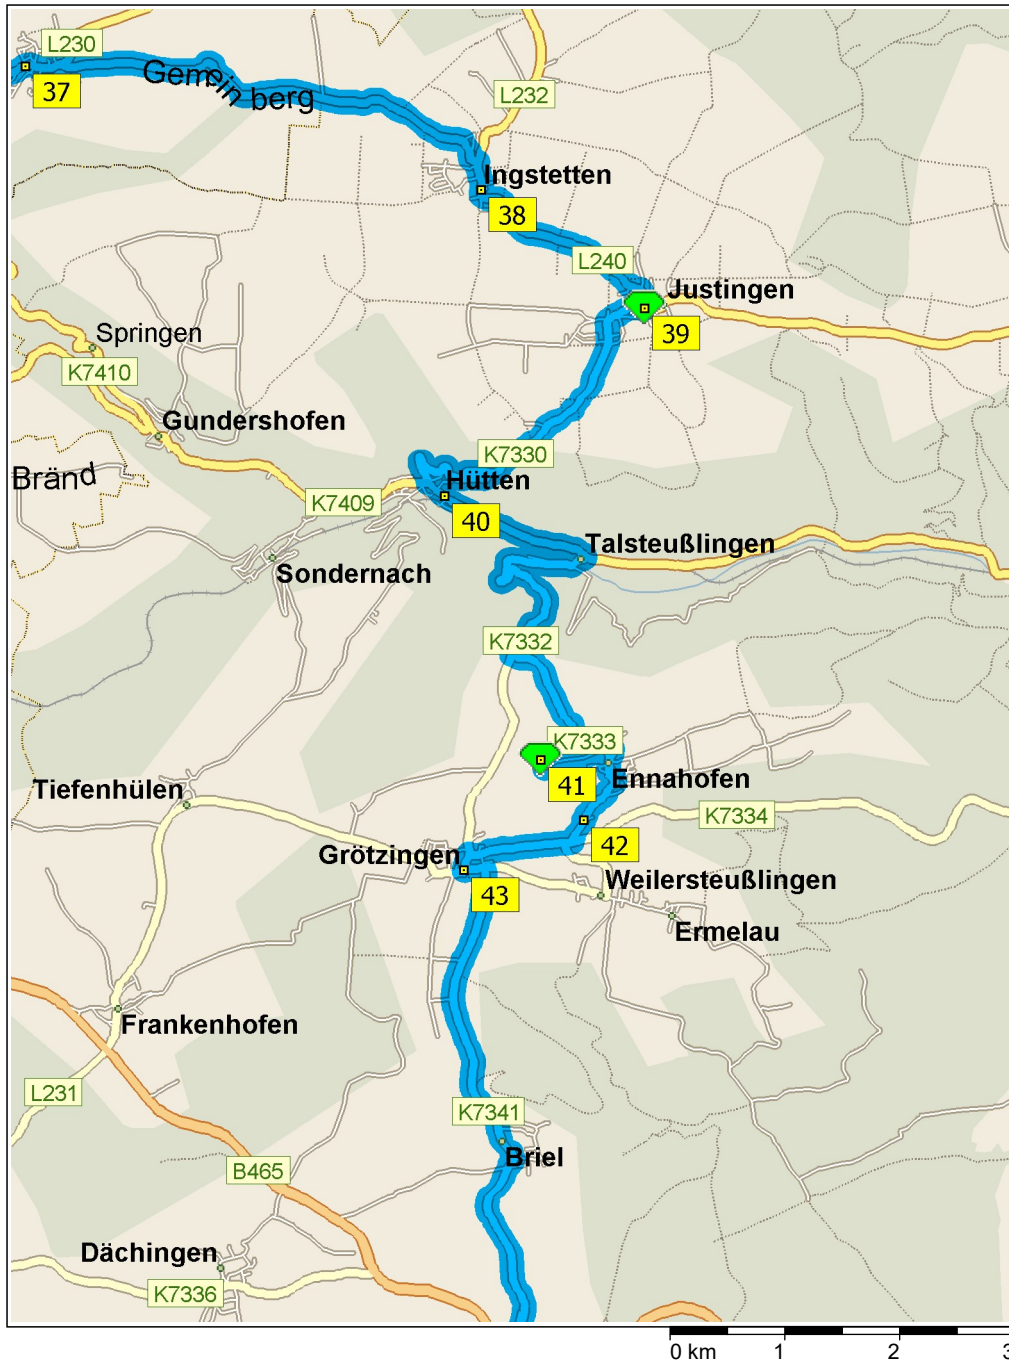 L230
37
Gemein berg
L232
Ingstetten
38
L240
Justingen
39
Springen
K7410
Gundershofen
K7330
Bränd
Hütten
K7409
40
Talsteußlingen
Sondernach
K7332
K7333
41
Ennahofen
Tiefenhülen
K7334
42
Grötzingen
43
Weilersteußlingen
Ermelau
Frankenhofen
L231
K7341
Briel
B465
Dächingen
K7336
0 km 1 2 3